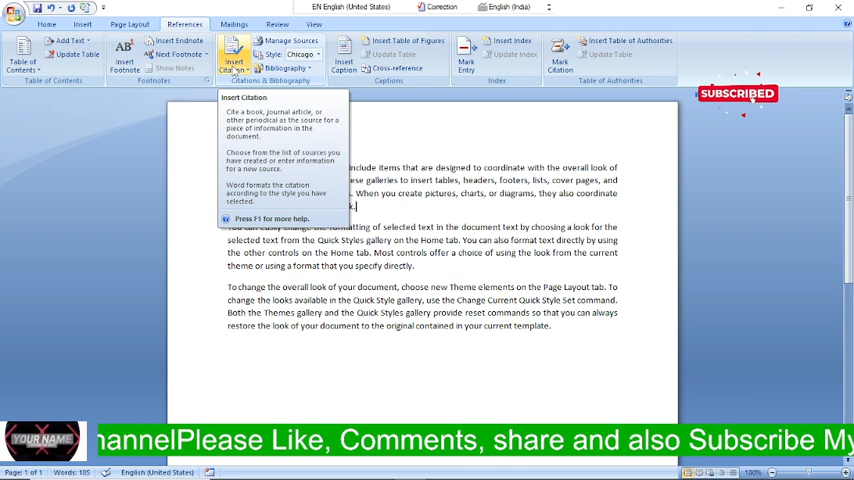 EN English (United States)
Correction
English (India)
Home
Insert
Page Layout
References
Mailings
Review
View
Table of Contents
Add Text
Update Table
Table of Contents
AB
Insert Footnote
Insert Endnote
Next Footnote
Show Notes
Footnotes
Insert Citation
Manage Sources
Style: Chicago
Bibliography
Citations & Bibliography
Insert Caption
Insert Table of Figures
Update Table
Cross-reference
Captions
Mark Entry
Insert Index
Update Index
Index
Mark Citation
Insert Table of Authorities
Update Table
Table of Authorities
SUBSCRIBED
Insert Citation
Cite a book, journal article, or
other periodical as the source for a
piece of information in the
document.
Choose from the list of sources you
have created or enter information
for a new source.
Word formats the citation
according to the style you have
selected.
Press F1 for more help.
include items that are designed to coordinate with the overall look of
galleries to insert tables, headers, footers, lists, cover pages, and
When you create pictures, charts, or diagrams, they also coordinate
You can easily change the formatting of selected text in the document text by choosing a look for the
selected text from the Quick Styles gallery on the Home tab. You can also format text directly by using
the other controls on the Home tab. Most controls offer a choice of using the look from the current
theme or using a format that you specify directly.
To change the overall look of your document, choose new Theme elements on the Page Layout tab. To
change the looks available in the Quick Style gallery, use the Change Current Quick Style Set command.
Both the Themes gallery and the Quick Styles gallery provide reset commands so that you can always
restore the look of your document to the original contained in your current template.
YOUR NAME
hannelPlease Like, Comments, share and also Subscribe My
Page: 1 of 1
Words: 185
English (United States)
100%